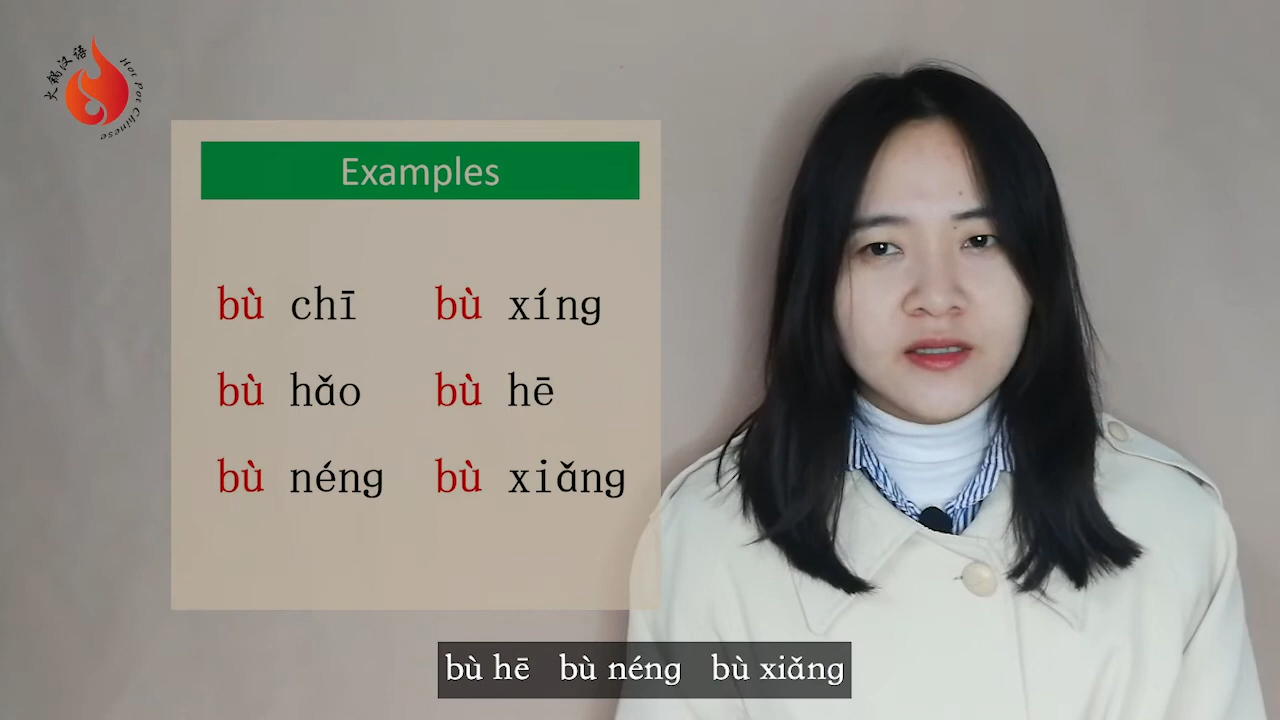 火锅汉语
Hot Pot Chinese
Examples
bù chī bù xíng
bù hǎo bù hē
bù néng bù xiǎng
bù hē bù néng bù xiǎng